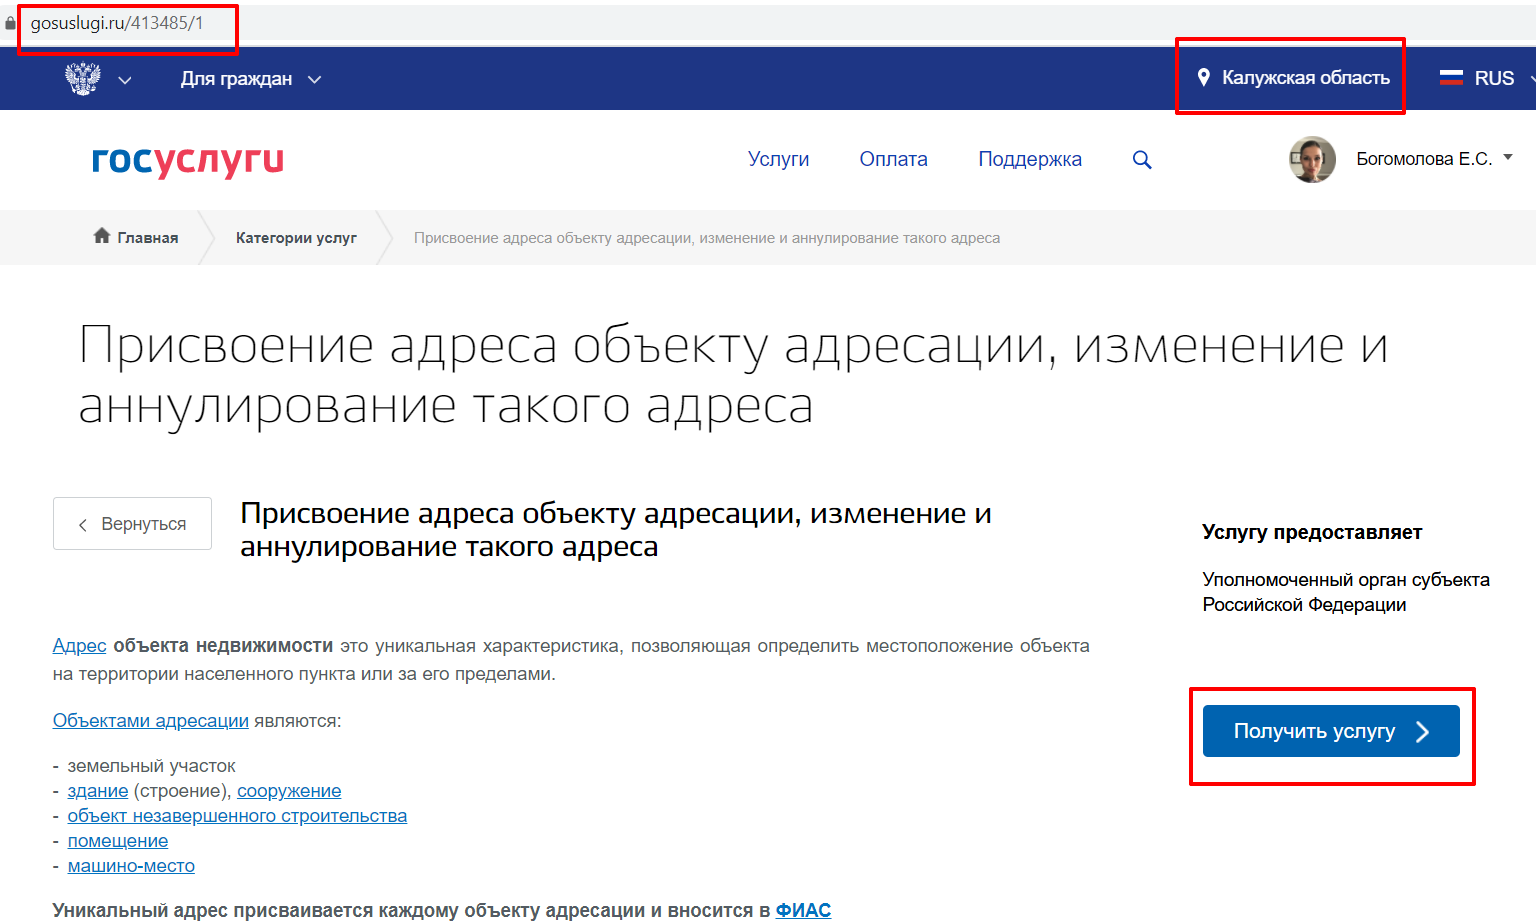 gosuslugi.ru/413485/1
Для граждан
Калужская область
RUS
госуслуги
Услуги
Оплата
Поддержка
Богомолова Е.С.
Главная
Категории услуг
Присвоение адреса объекту адресации, изменение и аннулирование такого адреса
Присвоение адреса объекту адресации, изменение и
аннулирование такого адреса
Вернуться
Присвоение адреса объекту адресации, изменение и
аннулирование такого адреса
Услугу предоставляет
Уполномоченный орган субъекта
Российской Федерации
Адрес объекта недвижимости это уникальная характеристика, позволяющая определить местоположение объекта
на территории населенного пункта или за его пределами.
Объектами адресации являются:
Получить услугу
- земельный участок
- здание (строение), сооружение
- объект незавершенного строительства
- помещение
- машино-место
Уникальный адрес присваивается каждому объекту адресации и вносится в ФИАС